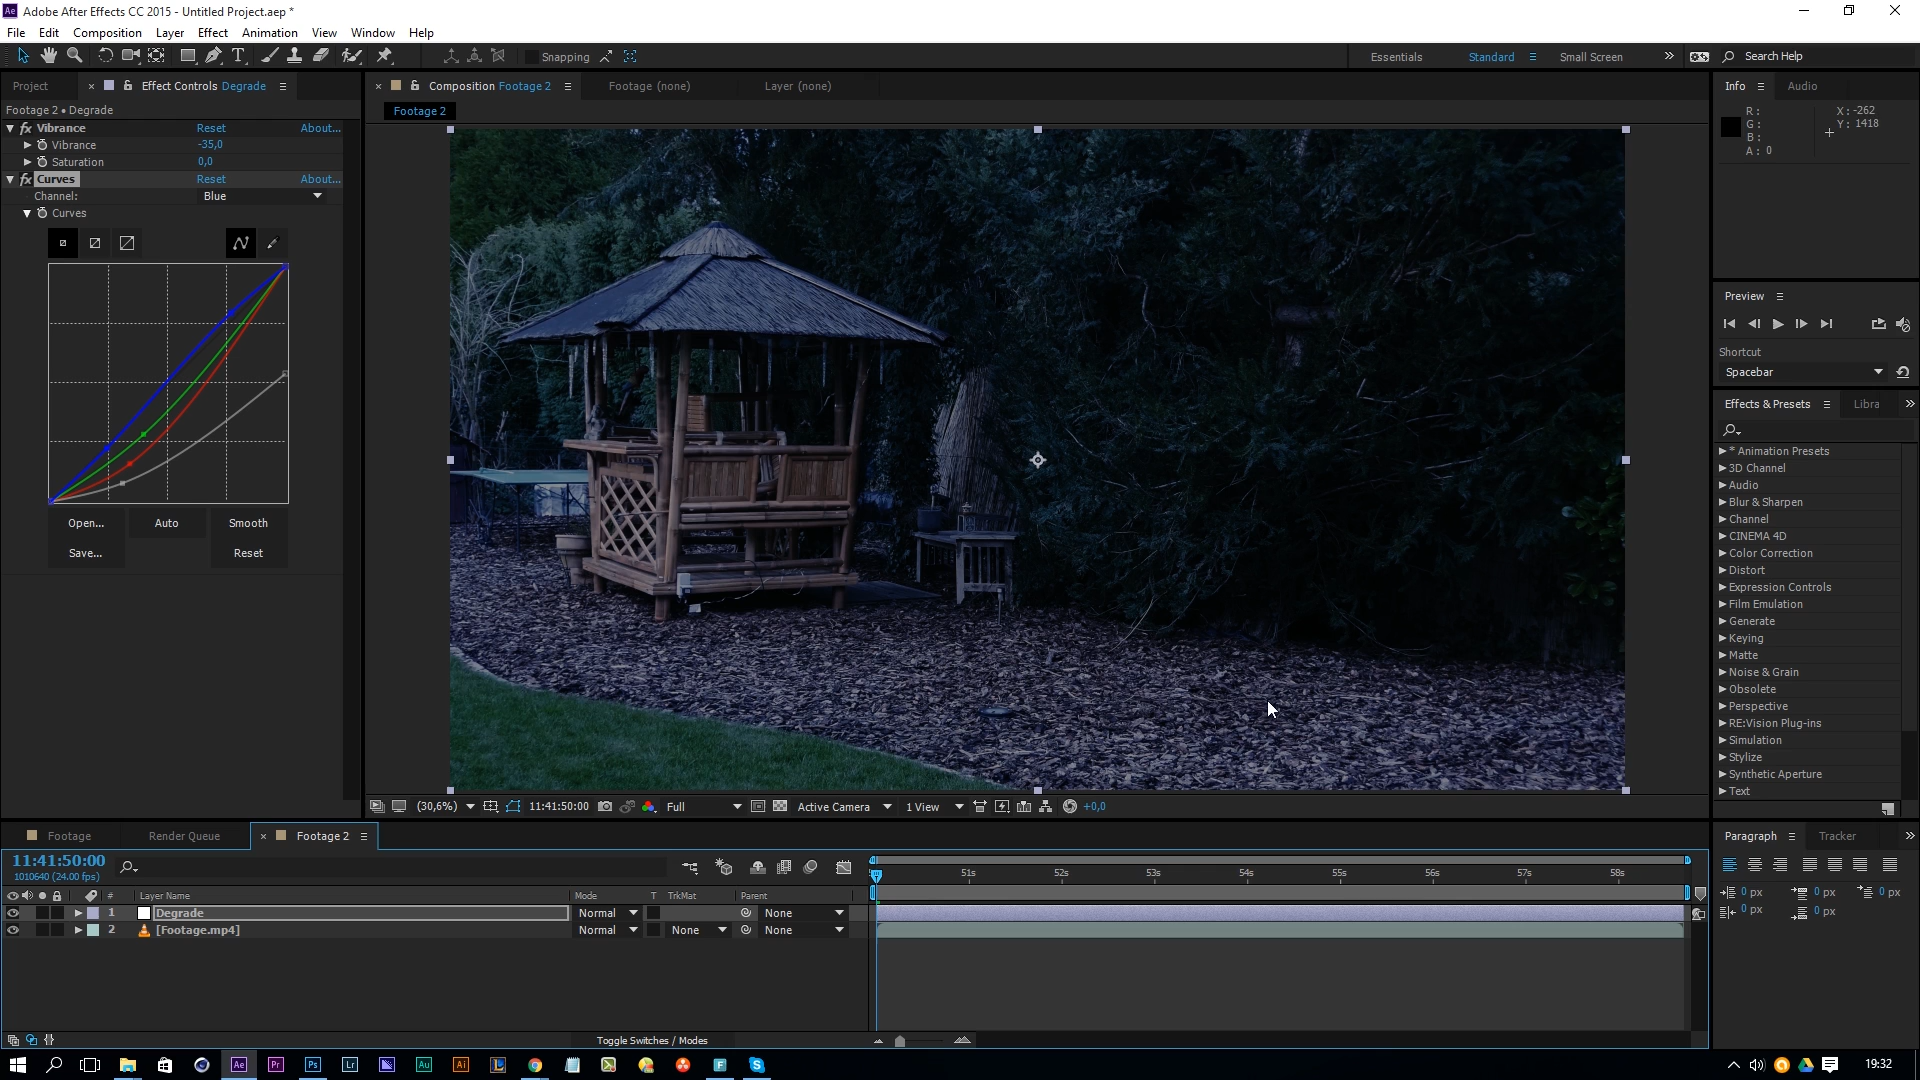 Ae Adobe After Effects CC 2015 - Untitled Project.aep *
File Edit Composition Layer Effect Animation View Window Help
Snapping
Essentials Standard Small Screen Search Help
Project Effect Controls Degrade
Footage 2 • Degrade
fx Vibrance Reset About...
Vibrance -35,0
Saturation 0,0
fx Curves Reset About...
Channel: Blue
Curves
Open... Auto Smooth
Save... Reset
Composition Footage 2 Footage (none) Layer (none)
Footage 2
(30,6%) 11:41:50:00 Full Active Camera 1 View +0,0
Info Audio
R: X: -262
G: Y: 1418
B:
A: 0
Preview
Shortcut
Spacebar
Effects & Presets Libra
* Animation Presets
3D Channel
Audio
Blur & Sharpen
Channel
CINEMA 4D
Color Correction
Distort
Expression Controls
Film Emulation
Generate
Keying
Matte
Noise & Grain
Obsolete
Perspective
RE:Vision Plug-ins
Simulation
Stylize
Synthetic Aperture
Text
Footage Render Queue Footage 2
11:41:50:00
1010640 (24.00 fps)
51s 52s 53s 54s 55s 56s 57s 58s
# Layer Name Mode T TrkMat Parent
1 Degrade Normal None
2 [Footage.mp4] Normal None None
Toggle Switches / Modes
Paragraph Tracker
0 px 0 px 0 px
0 px 0 px
Ae Pr Ps Lr Au Ai L F S
19:32